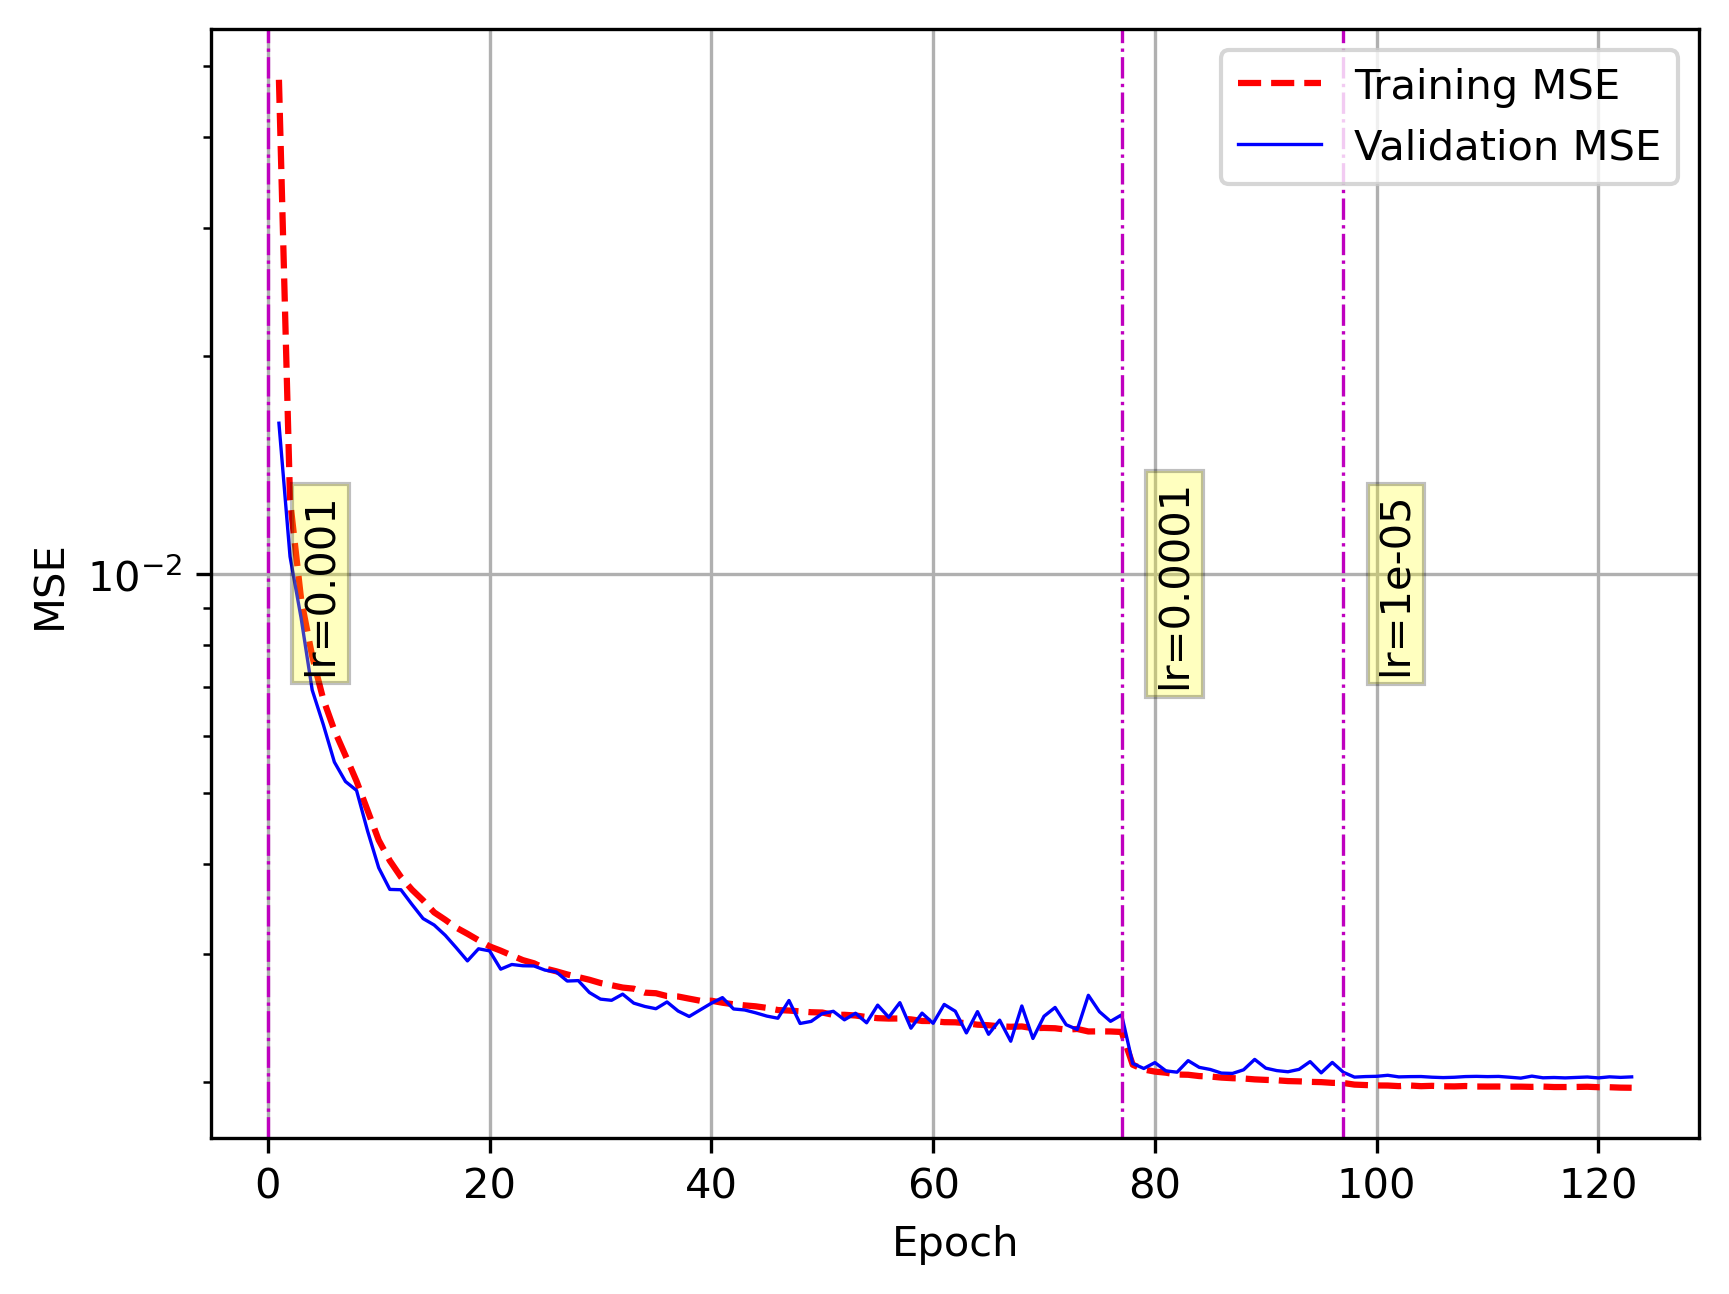 Training MSE
Validation MSE
MSE
10⁻²
lr=0.001
lr=0.0001
lr=1e-05
0 20 40 60 80 100 120
Epoch